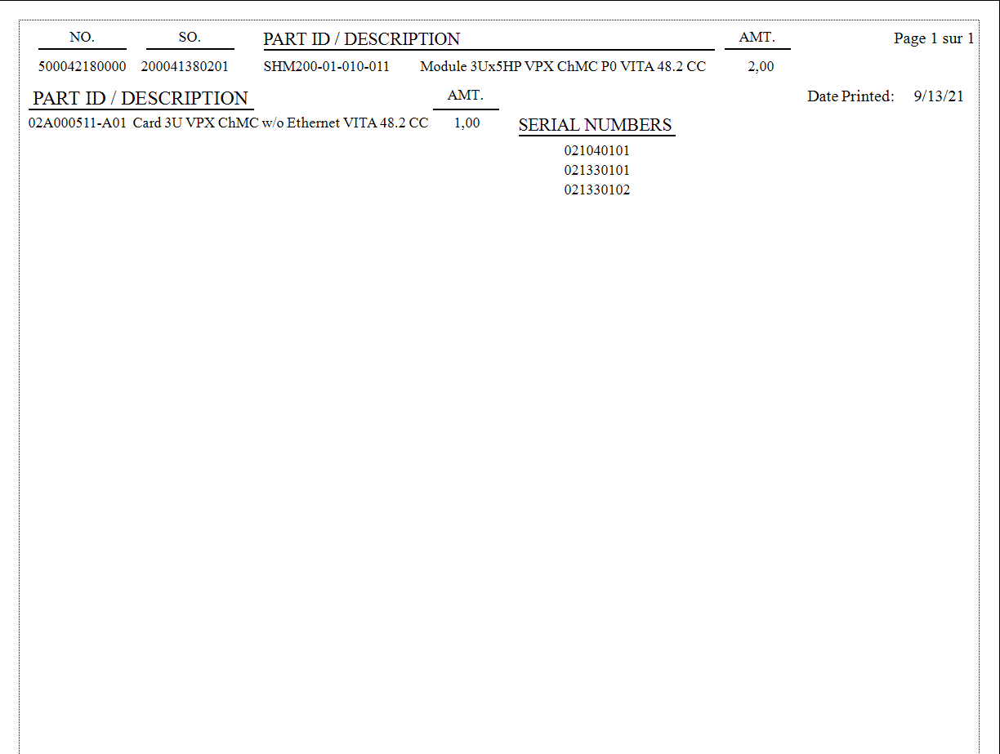 NO. SO. PART ID / DESCRIPTION AMT. Page 1 sur 1
500042180000 200041380201 SHM200-01-010-011 Module 3Ux5HP VPX ChMC P0 VITA 48.2 CC 2,00
PART ID / DESCRIPTION AMT. Date Printed: 9/13/21
02A000511-A01 Card 3U VPX ChMC w/o Ethernet VITA 48.2 CC 1,00 SERIAL NUMBERS
021040101
021330101
021330102